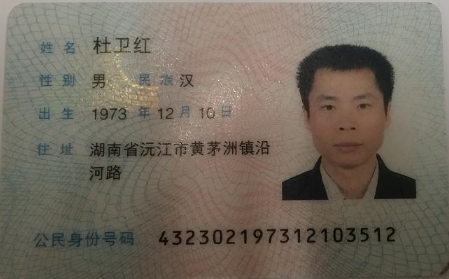 姓名 杜卫红
性别 男 民族 汉
出生 1973 年 12 月 10 日
住址 湖南省沅江市黄茅洲镇沿
河路
公民身份号码 432302197312103512